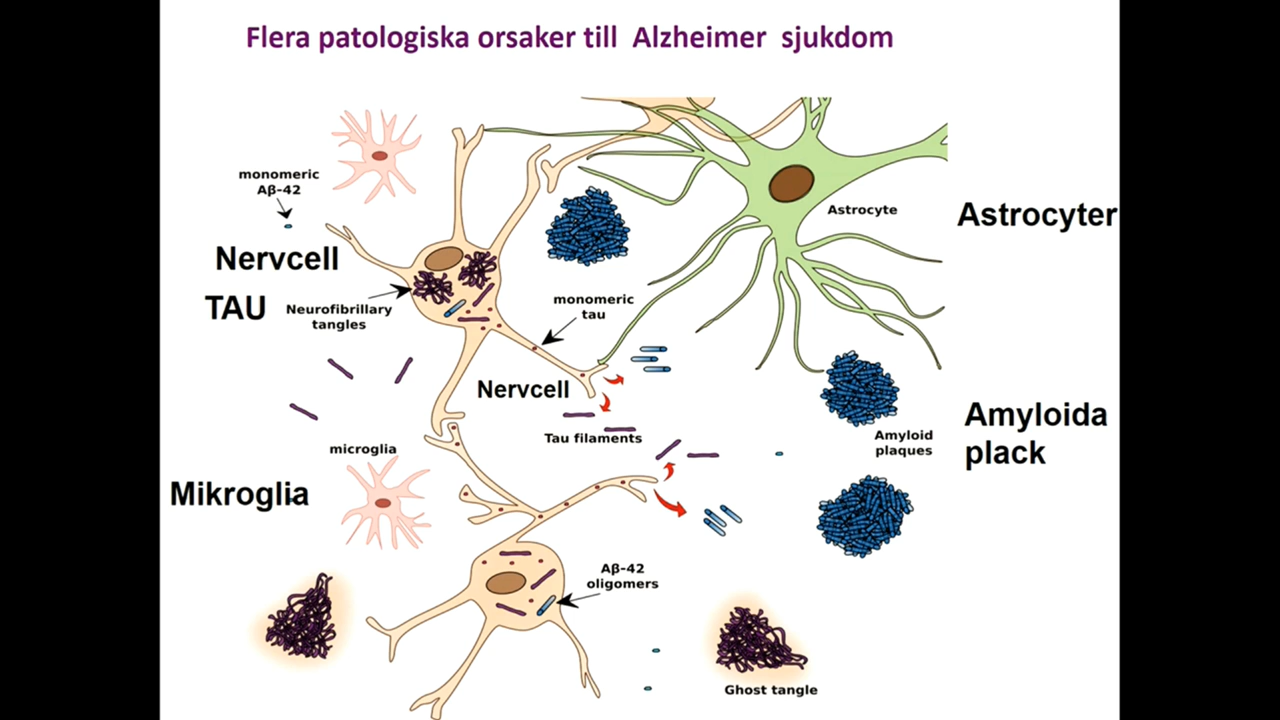 Flera patologiska orsaker till Alzheimer sjukdom
monomeric
Aβ-42
Astrocyte
Astrocyter
Nervcell
TAU
Neurofibrillary
tangles
monomeric
tau
Nervcell
Tau filaments
Amyloid
plaques
Amyloida
plack
microglia
Mikroglia
Aβ-42
oligomers
Ghost tangle